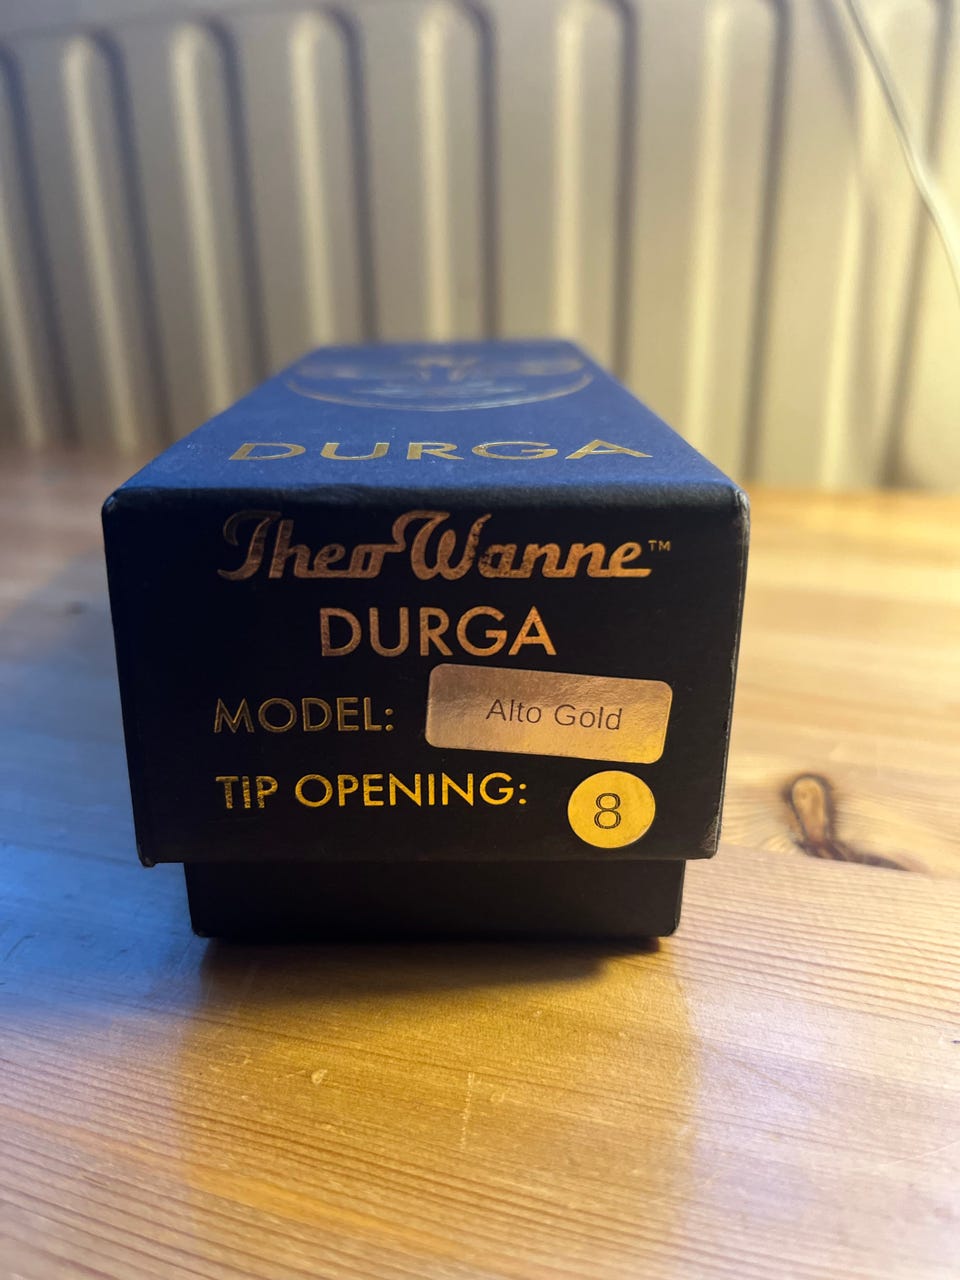 DURGA
Theo Wanne™
DURGA
MODEL: Alto Gold
TIP OPENING: 8